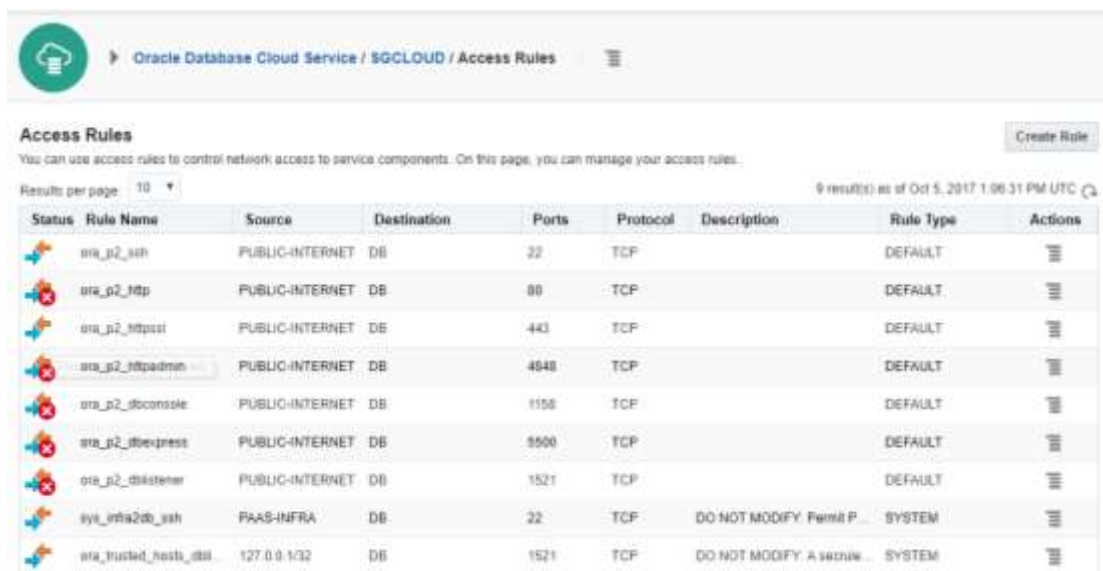 Oracle Database Cloud Service / SGCLOUD / Access Rules
Access Rules
Create Rule
You can use access rules to control network access to service components. On this page, you can manage your access rules.
Results per page: 10
9 result(s) as of Oct 5, 2017 1:06:31 PM UTC
Status Rule Name Source Destination Ports Protocol Description Rule Type Actions
ora_p2_ssh PUBLIC-INTERNET DB 22 TCP DEFAULT
ora_p2_http PUBLIC-INTERNET DB 80 TCP DEFAULT
ora_p2_httpssl PUBLIC-INTERNET DB 443 TCP DEFAULT
ora_p2_httpadmin PUBLIC-INTERNET DB 4848 TCP DEFAULT
ora_p2_dbconsole PUBLIC-INTERNET DB 1158 TCP DEFAULT
ora_p2_dbexpress PUBLIC-INTERNET DB 5500 TCP DEFAULT
ora_p2_dblistener PUBLIC-INTERNET DB 1521 TCP DEFAULT
sys_infra2db_ssh PAAS-INFRA DB 22 TCP DO NOT MODIFY: Permit P... SYSTEM
ora_trusted_hosts_dbli... 127.0.0.1/32 DB 1521 TCP DO NOT MODIFY: A secrule... SYSTEM